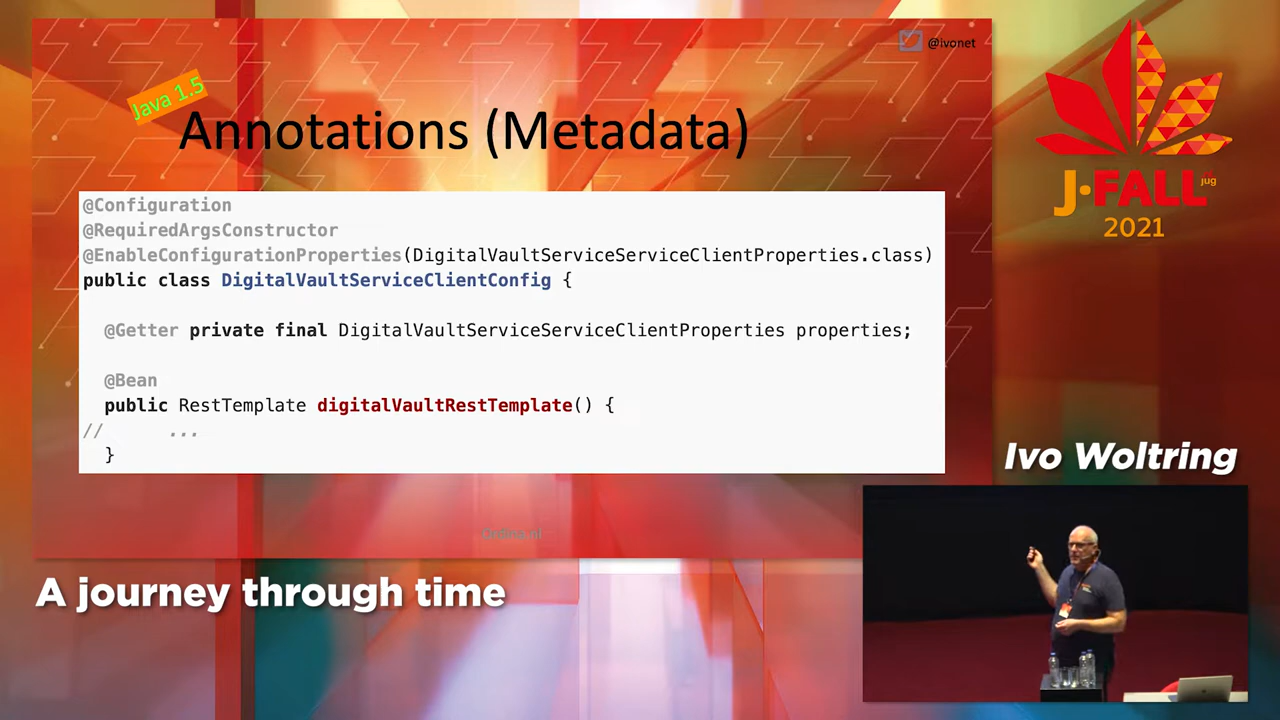 @ivonet
Java 1.5
Annotations (Metadata)
@Configuration
@RequiredArgsConstructor
@EnableConfigurationProperties(DigitalVaultServiceServiceClientProperties.class)
public class DigitalVaultServiceClientConfig {
@Getter private final DigitalVaultServiceServiceClientProperties properties;
@Bean
public RestTemplate digitalVaultRestTemplate() {
// ...
}
J•FALL
jug
2021
Ivo Woltring
A journey through time